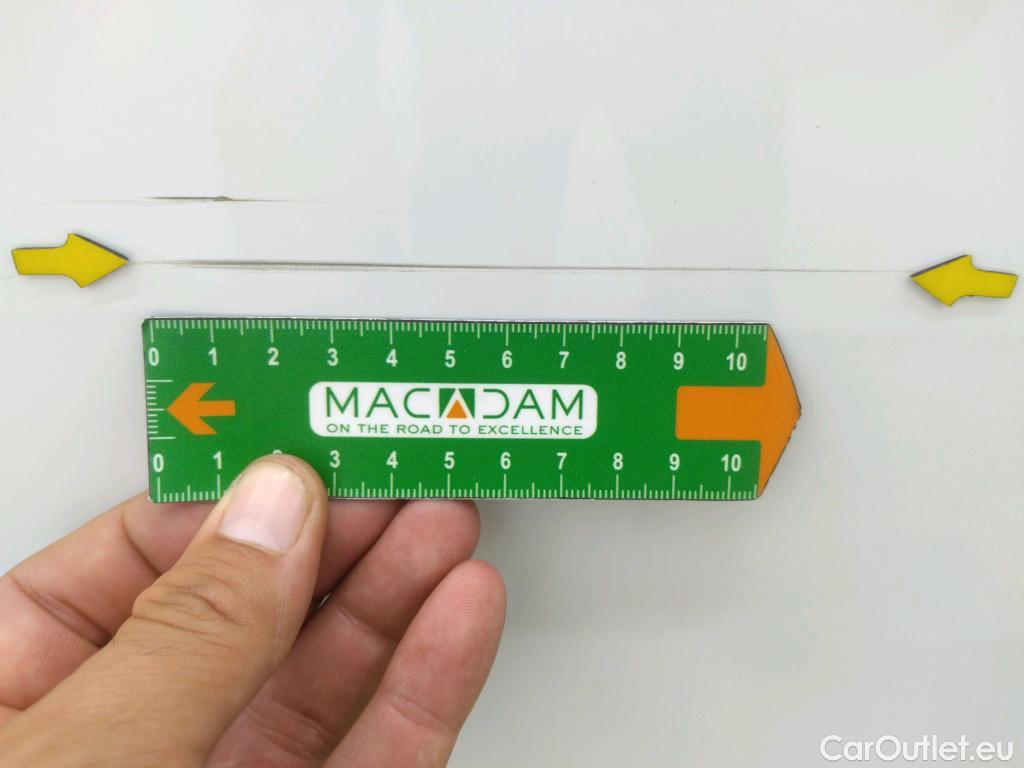 0 1 2 3 4 5 6 7 8 9 10
MACADAM
ON THE ROAD TO EXCELLENCE
0 1 2 3 4 5 6 7 8 9 10
CarOutlet.eu